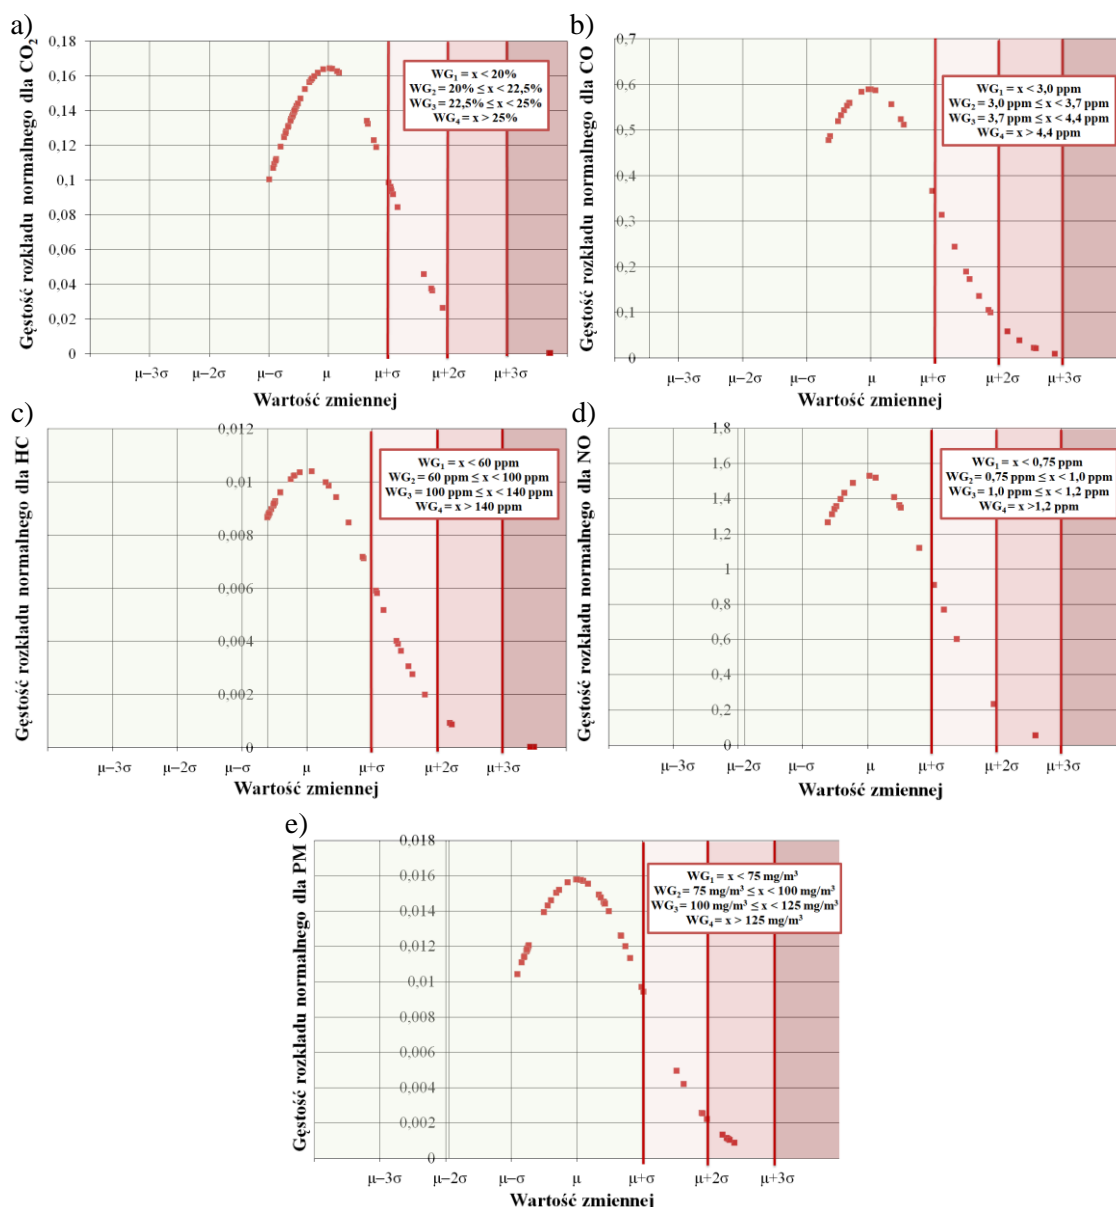 a)
Gęstość rozkładu normalnego dla CO₂
0,18
0,16
0,14
0,12
0,1
0,08
0,06
0,04
0,02
0
WG₁ = x < 20%
WG₂ = 20% ≤ x < 22,5%
WG₃ = 22,5% ≤ x < 25%
WG₄ = x > 25%
μ−3σ μ−2σ μ−σ μ μ+σ μ+2σ μ+3σ
Wartość zmiennej
b)
Gęstość rozkładu normalnego dla CO
0,7
0,6
0,5
0,4
0,3
0,2
0,1
0
WG₁ = x < 3,0 ppm
WG₂ = 3,0 ppm ≤ x < 3,7 ppm
WG₃ = 3,7 ppm ≤ x < 4,4 ppm
WG₄ = x > 4,4 ppm
μ−3σ μ−2σ μ−σ μ μ+σ μ+2σ μ+3σ
Wartość zmiennej
c)
Gęstość rozkładu normalnego dla HC
0,012
0,01
0,008
0,006
0,004
0,002
0
WG₁ = x < 60 ppm
WG₂ = 60 ppm ≤ x < 100 ppm
WG₃ = 100 ppm ≤ x < 140 ppm
WG₄ = x > 140 ppm
μ−3σ μ−2σ μ−σ μ μ+σ μ+2σ μ+3σ
Wartość zmiennej
d)
Gęstość rozkładu normalnego dla NO
1,8
1,6
1,4
1,2
1
0,8
0,6
0,4
0,2
0
WG₁ = x < 0,75 ppm
WG₂ = 0,75 ppm ≤ x < 1,0 ppm
WG₃ = 1,0 ppm ≤ x < 1,2 ppm
WG₄ = x >1,2 ppm
μ−3σ μ−2σ μ−σ μ μ+σ μ+2σ μ+3σ
Wartość zmiennej
e)
Gęstość rozkładu normalnego dla PM
0,018
0,016
0,014
0,012
0,01
0,008
0,006
0,004
0,002
0
WG₁ = x < 75 mg/m³
WG₂ = 75 mg/m³ ≤ x < 100 mg/m³
WG₃ = 100 mg/m³ ≤ x < 125 mg/m³
WG₄ = x > 125 mg/m³
μ−3σ μ−2σ μ−σ μ μ+σ μ+2σ μ+3σ
Wartość zmiennej